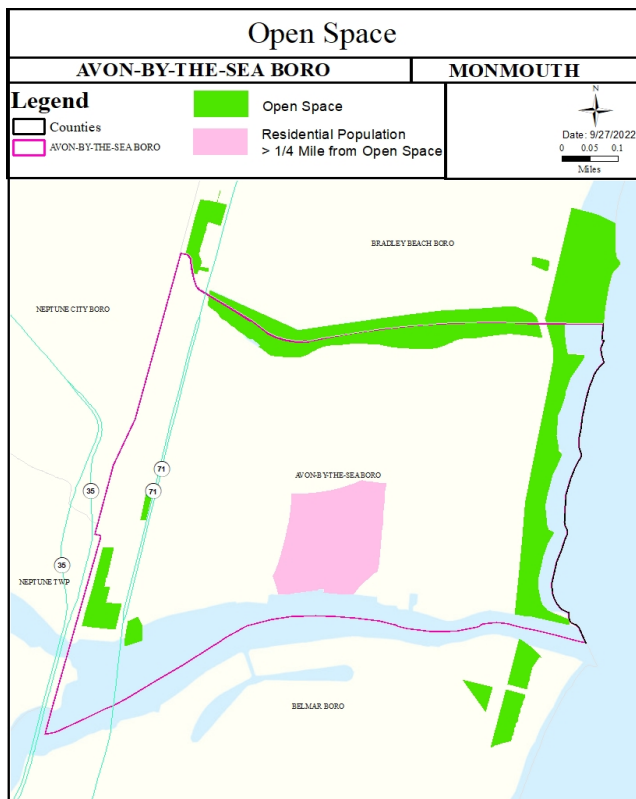 Open Space
AVON-BY-THE-SEA BORO
MONMOUTH
Legend
Counties
AVON-BY-THE-SEA BORO
Open Space
Residential Population
> 1/4 Mile from Open Space
N
Date: 9/27/2022
0 0.05 0.1
Miles
BRADLEY BEACH BORO
NEPTUNE CITY BORO
71
AVON-BY-THE-SEA BORO
35
71
35
NEPTUNE TWP
BELMAR BORO